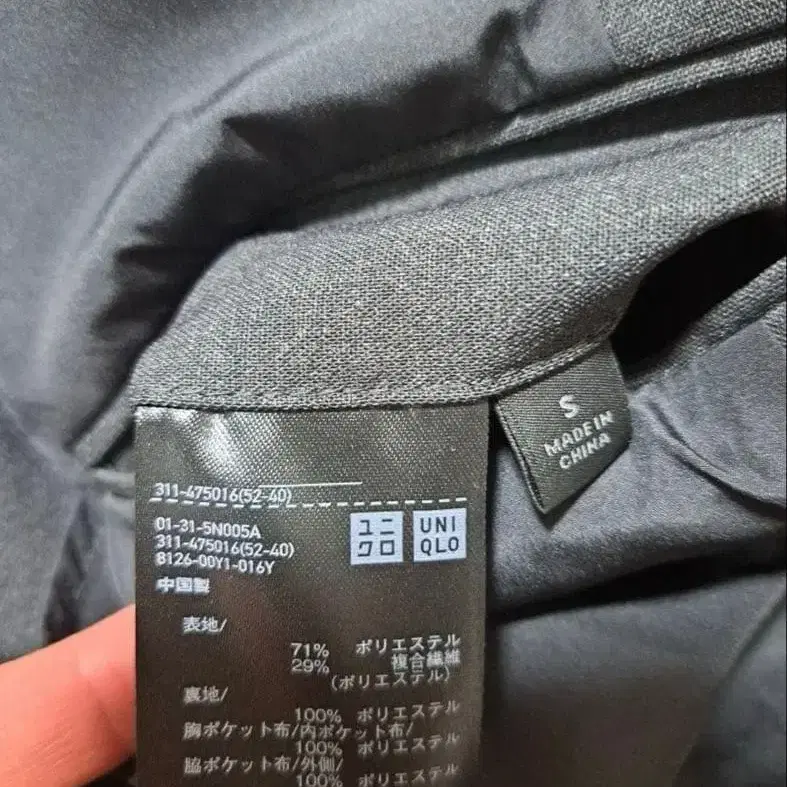 S
MADE IN
CHINA
311-475016(52-40)
01-31-5N005A
311-475016(52-40)
8126-00Y1-016Y
中国製
ユニ
クロ
UNI
QLO
表地/
71% ポリエステル
29% 複合繊維
(ポリエステル)
裏地/
100% ポリエステル
胸ポケット布/内ポケット布/
100% ポリエステル
脇ポケット布/外側/
100% ポリエステル